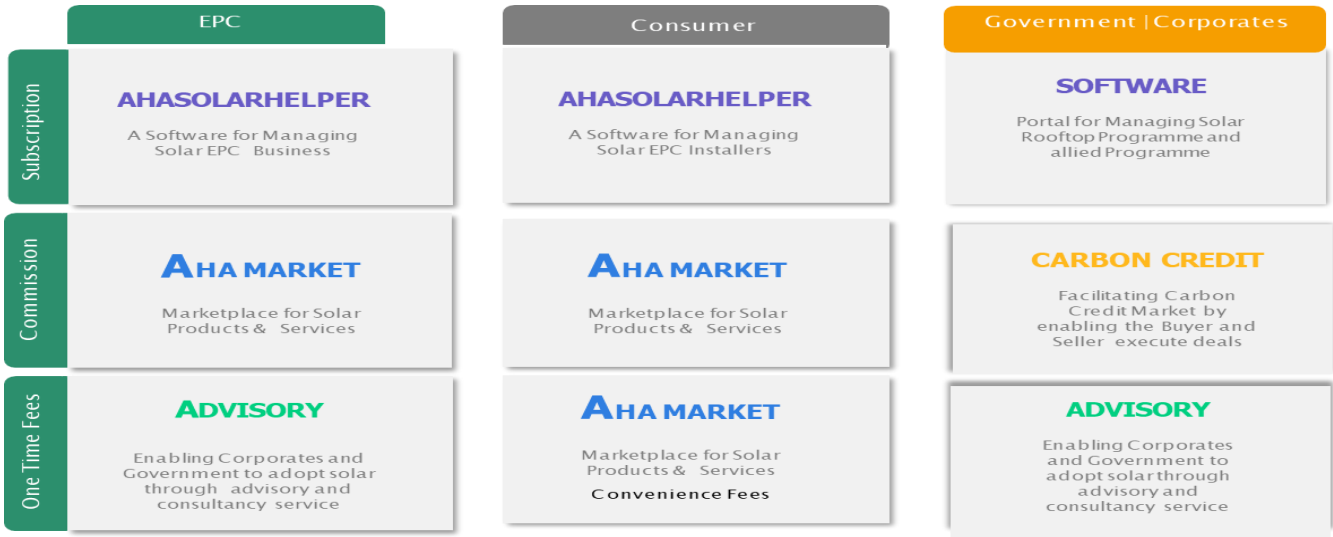 EPC
Consumer
Government | Corporates
Subscription
AHASOLARHELPER
A Software for Managing
Solar EPC Business
AHASOLARHELPER
A Software for Managing
Solar EPC Installers
SOFTWARE
Portal for Managing Solar
Rooftop Programme and
allied Programme
Commission
AHA MARKET
Marketplace for Solar
Products & Services
AHA MARKET
Marketplace for Solar
Products & Services
CARBON CREDIT
Facilitating Carbon
Credit Market by
enabling the Buyer and
Seller execute deals
One Time Fees
ADVISORY
Enabling Corporates and
Government to adopt solar
through advisory and
consultancy service
AHA MARKET
Marketplace for Solar
Products & Services
Convenience Fees
ADVISORY
Enabling Corporates
and Government to
adopt solar through
advisory and
consultancy service